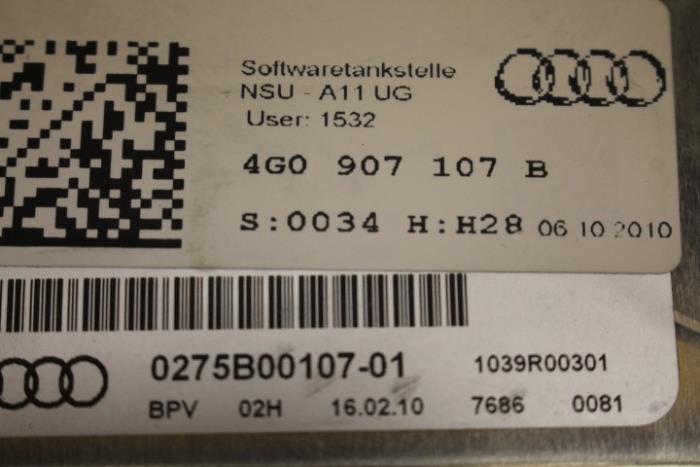 Softwaretankstelle
NSU - A11 UG
User: 1532
4G0 907 107 B
S:0034 H:H28 06 10 2010
0275B00107-01 1039R00301
BPV 02H 16.02.10 7686 0081